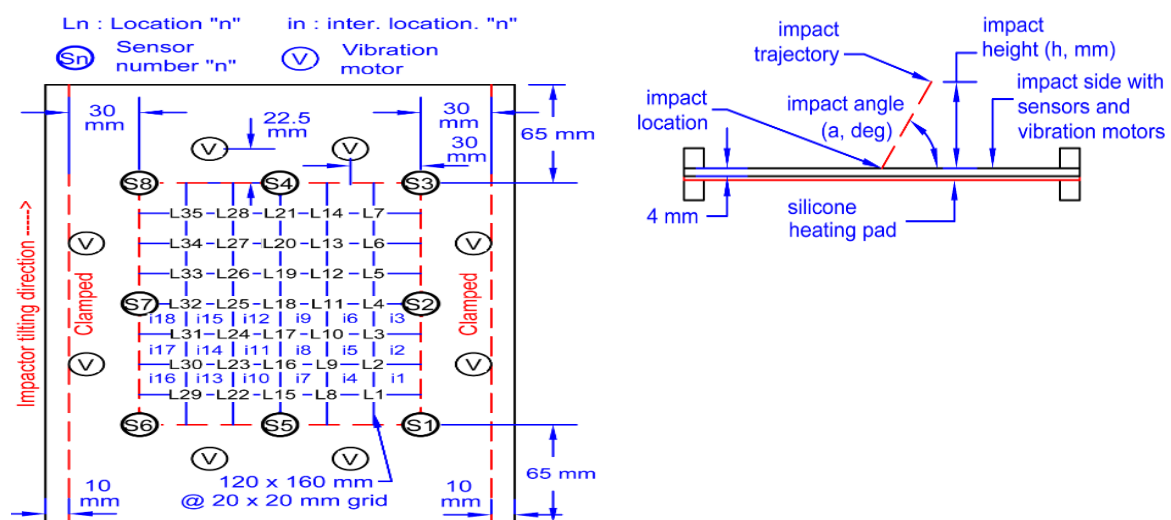 Ln : Location "n" in : inter. location. "n"
Sn Sensor number "n" V Vibration motor
30 mm
22.5 mm
30 mm
30 mm
65 mm
V V
S8 S4 S3
L35 L28 L21 L14 L7
V L34 L27 L20 L13 L6 V
L33 L26 L19 L12 L5
S7 L32 L25 L18 L11 L4 S2
i18 i15 i12 i9 i6 i3
L31 L24 L17 L10 L3
i17 i14 i11 i8 i5 i2
V L30 L23 L16 L9 L2 V
i16 i13 i10 i7 i4 i1
L29 L22 L15 L8 L1
S6 S5 S1
V V
Impactor tilting direction ---->
Clamped
Clamped
120 x 160 mm
@ 20 x 20 mm grid
10 mm
10 mm
65 mm
impact trajectory
impact height (h, mm)
impact location
impact angle (a, deg)
impact side with sensors and vibration motors
4 mm
silicone heating pad